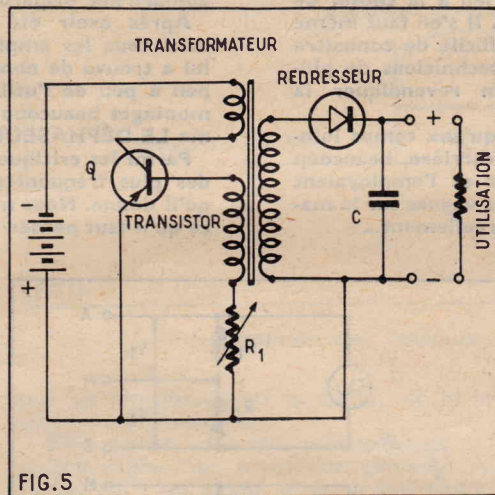 TRANSFORMATEUR
REDRESSEUR
+
Q
UTILISATION
C
TRANSISTOR
−
+
R1
FIG.5